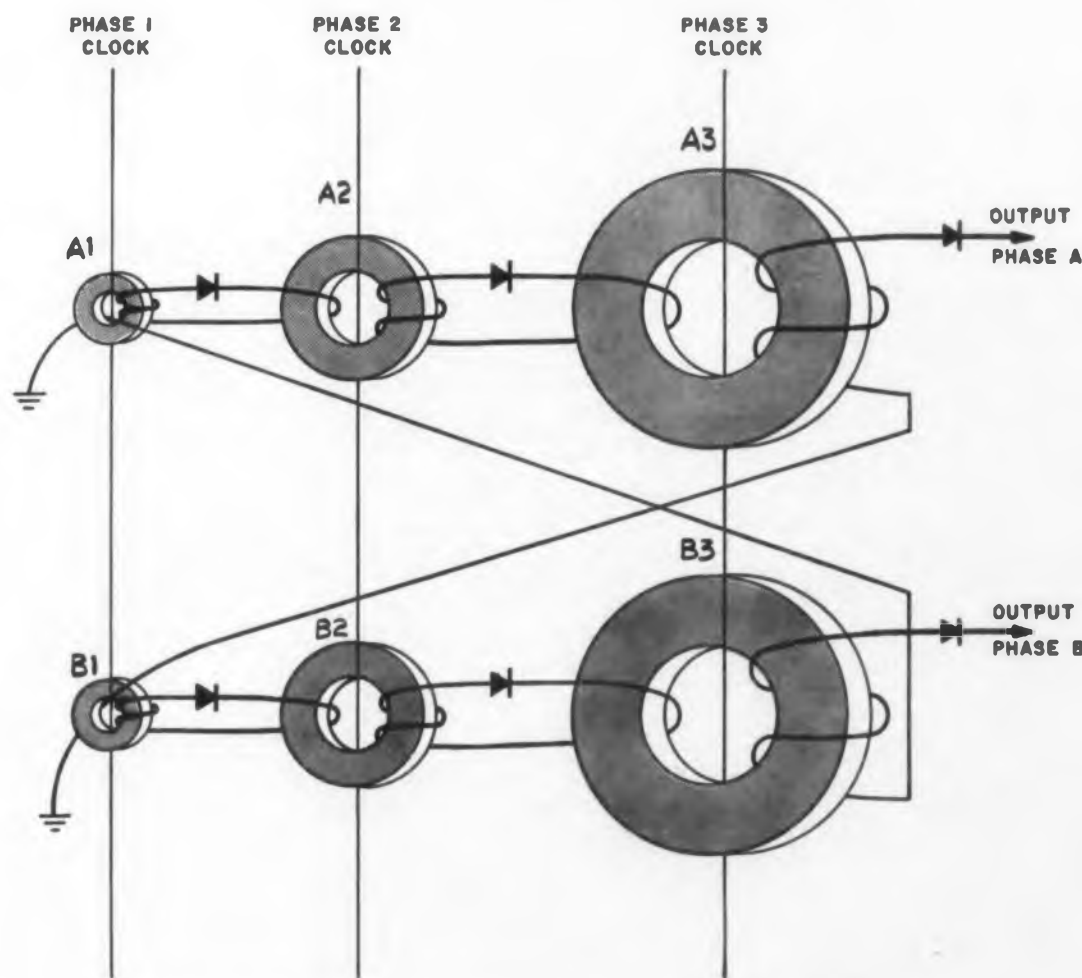 PHASE 1
CLOCK
PHASE 2
CLOCK
PHASE 3
CLOCK
A3
A2
A1
OUTPUT
PHASE A
B3
B2
B1
OUTPUT
PHASE B